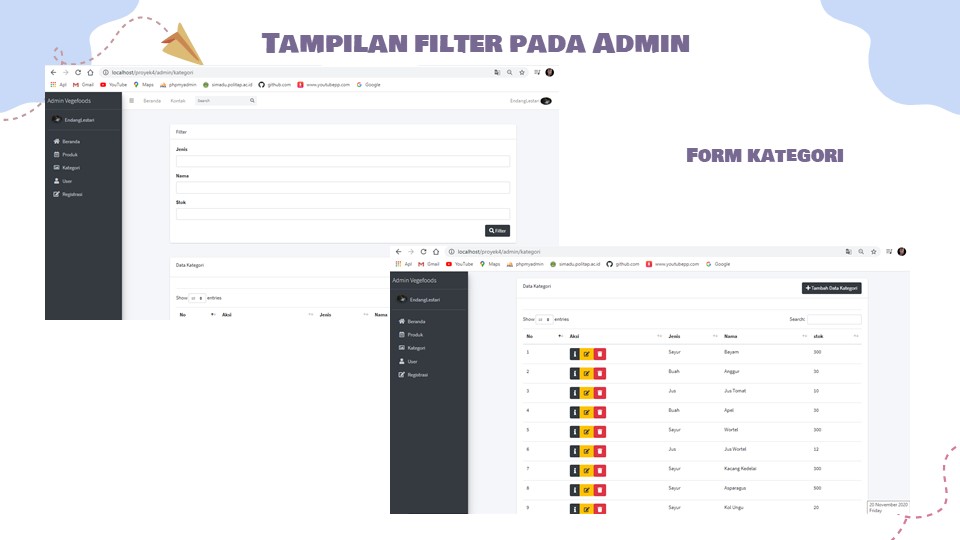 Tampilan filter pada Admin
localhost/proyek4/admin/kategori
Apl Gmail YouTube Maps phpmyadmin simadu.politap.ac.id github.com www.youtubepp.com Google
Admin Vegefoods
Beranda Kontak Search
EndangLestari
EndangLestari
Beranda
Produk
Kategori
User
Registrasi
Filter
Jenis
Nama
Stok
Filter
Data Kategori
Show 10 entries
No Aksi Jenis Nama
Form kategori
localhost/proyek4/admin/kategori
Apl Gmail YouTube Maps phpmyadmin simadu.politap.ac.id github.com www.youtubepp.com Google
Admin Vegefoods
EndangLestari
Beranda
Produk
Kategori
User
Registrasi
Data Kategori
Tambah Data Kategori
Show 10 entries
Search:
No Aksi Jenis Nama stok
1 Sayur Bayam 300
2 Buah Anggur 30
3 Jus Jus Tomat 10
4 Buah Apel 20
5 Sayur Wortel 300
6 Jus Jus Wortel 12
7 Sayur Kacang Kedelai 300
8 Sayur Asparagus 500
9 Sayur Kol Ungu 20
20 November 2020
Friday